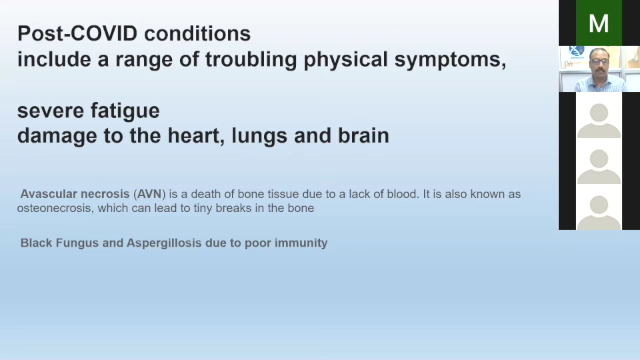 Post-COVID conditions
include a range of troubling physical symptoms,
severe fatigue
damage to the heart, lungs and brain
Avascular necrosis (AVN) is a death of bone tissue due to a lack of blood. It is also known as
osteonecrosis, which can lead to tiny breaks in the bone
Black Fungus and Aspergillosis due to poor immunity
M